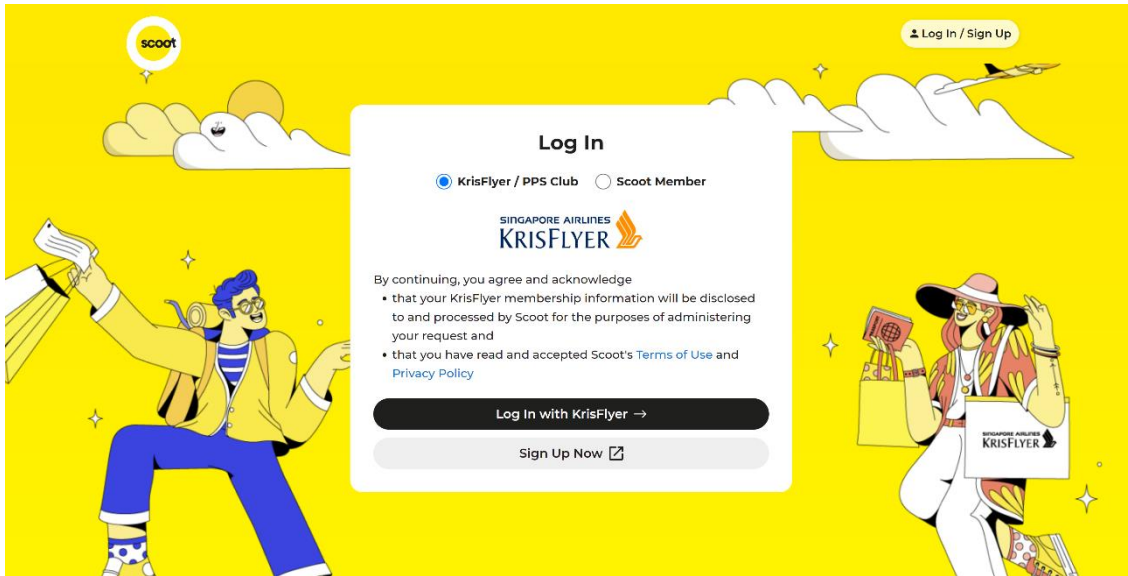 scoot
Log In / Sign Up
Log In
KrisFlyer / PPS Club
Scoot Member
SINGAPORE AIRLINES
KRISFLYER
By continuing, you agree and acknowledge
• that your KrisFlyer membership information will be disclosed
to and processed by Scoot for the purposes of administering
your request and
• that you have read and accepted Scoot's Terms of Use and
Privacy Policy
Log In with KrisFlyer →
Sign Up Now
PASSPORT
SINGAPORE AIRLINES
KRISFLYER